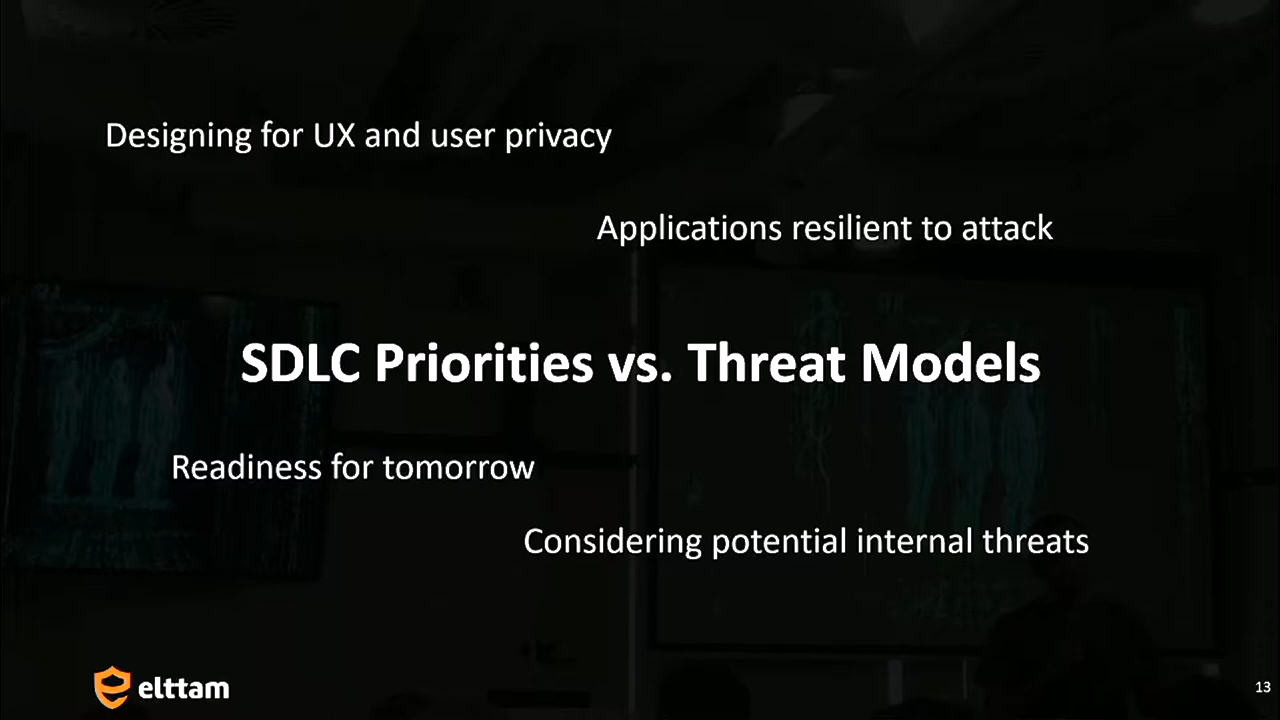 Designing for UX and user privacy
Applications resilient to attack
SDLC Priorities vs. Threat Models
Readiness for tomorrow
Considering potential internal threats
elttam
13